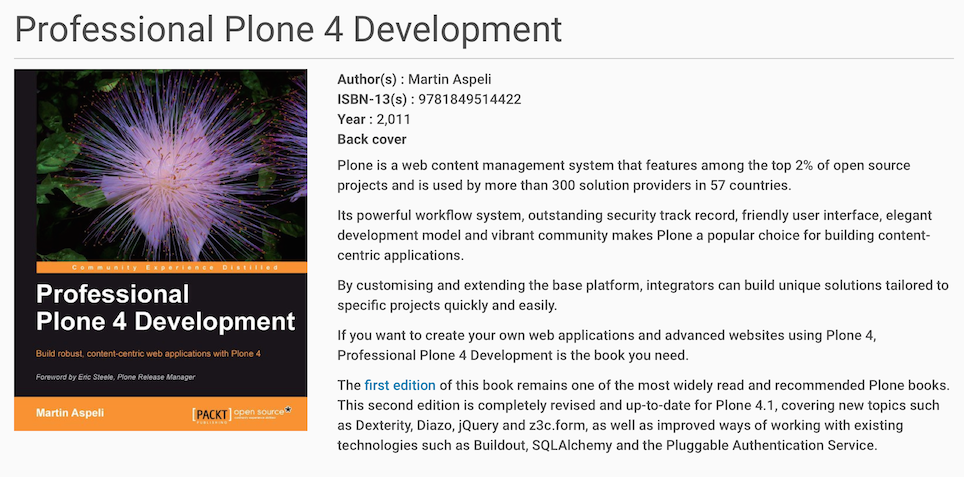 Professional Plone 4 Development
Community Experience Distilled
Professional
Plone 4 Development
Build robust, content-centric web applications with Plone 4
Foreword by Eric Steele, Plone Release Manager
Martin Aspeli
[PACKT] open source*
PUBLISHING
Author(s) : Martin Aspeli
ISBN-13(s) : 9781849514422
Year : 2,011
Back cover
Plone is a web content management system that features among the top 2% of open source
projects and is used by more than 300 solution providers in 57 countries.
Its powerful workflow system, outstanding security track record, friendly user interface, elegant
development model and vibrant community makes Plone a popular choice for building content-
centric applications.
By customising and extending the base platform, integrators can build unique solutions tailored to
specific projects quickly and easily.
If you want to create your own web applications and advanced websites using Plone 4,
Professional Plone 4 Development is the book you need.
The first edition of this book remains one of the most widely read and recommended Plone books.
This second edition is completely revised and up-to-date for Plone 4.1, covering new topics such
as Dexterity, Diazo, jQuery and z3c.form, as well as improved ways of working with existing
technologies such as Buildout, SQLAlchemy and the Pluggable Authentication Service.